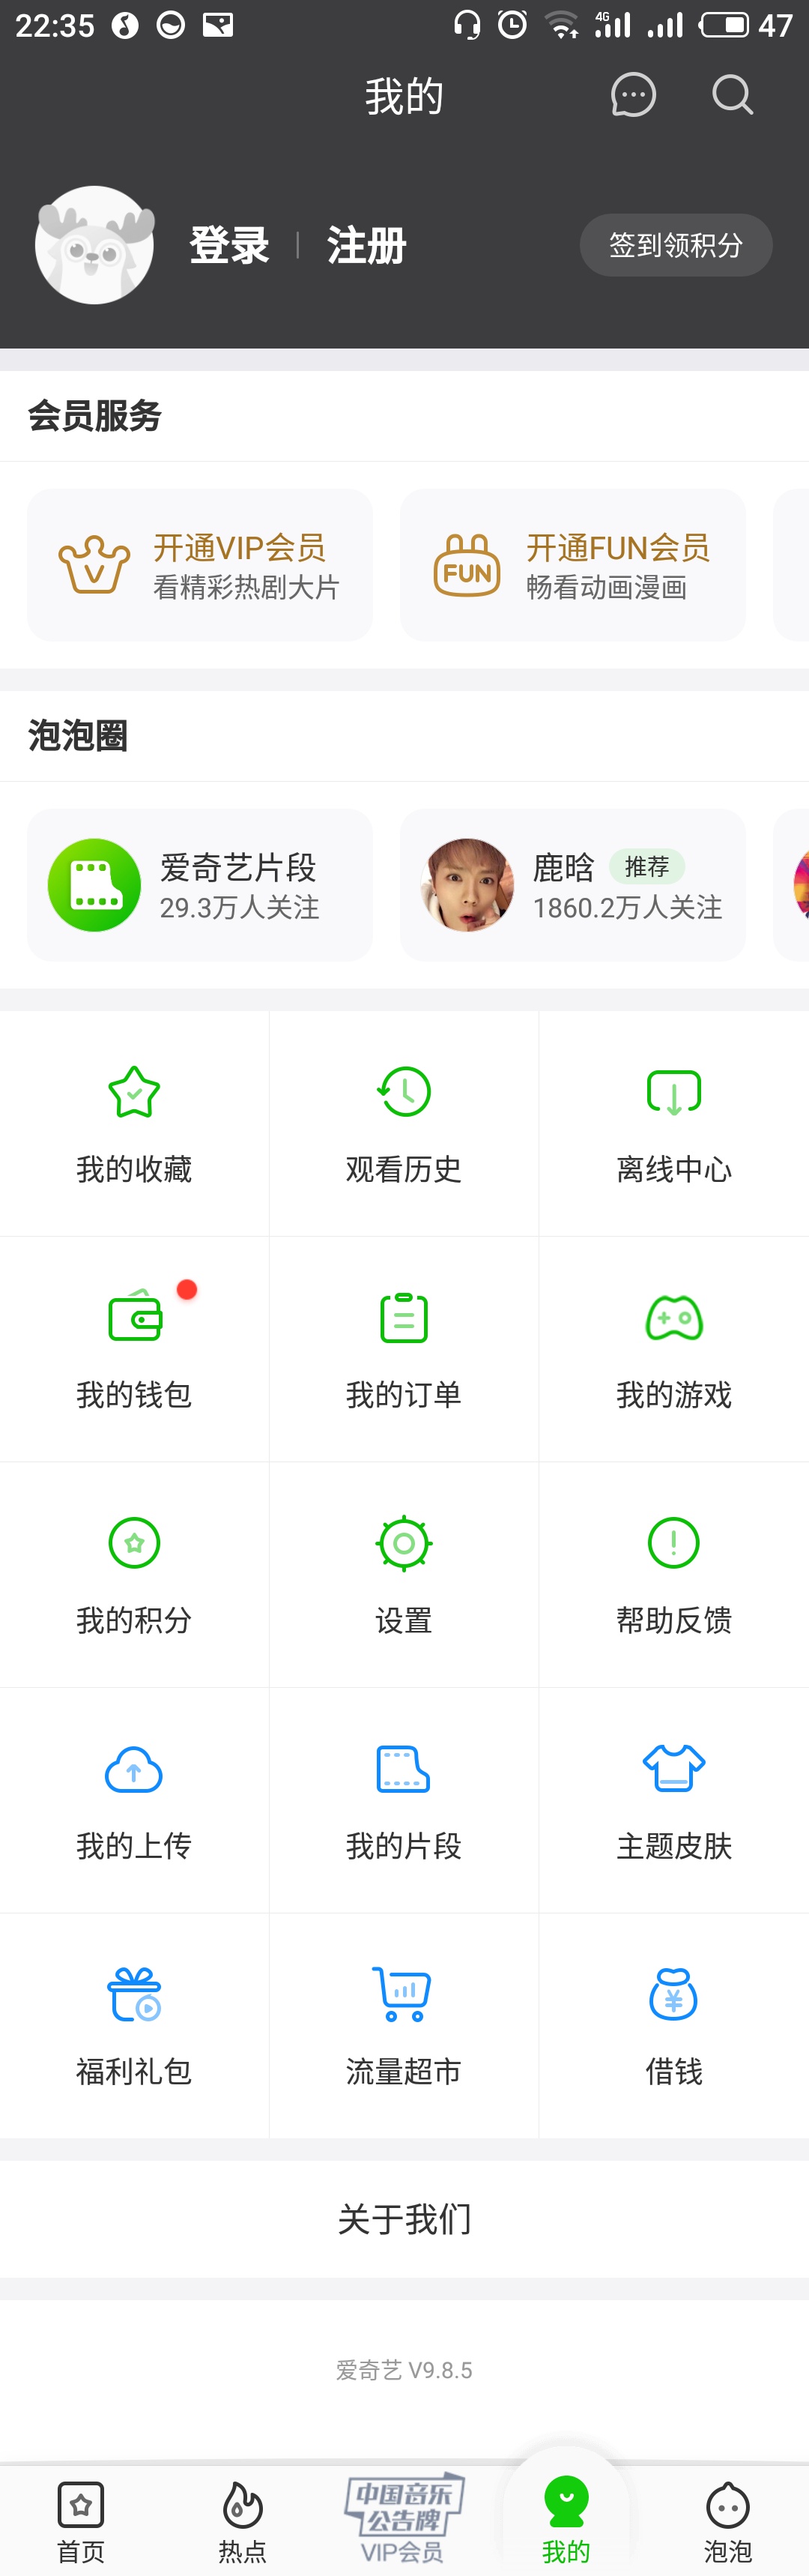 22:35 4G 47
我的
登录 注册 签到领积分
会员服务
开通VIP会员
看精彩热剧大片
FUN
开通FUN会员
畅看动画漫画
泡泡圈
爱奇艺片段
29.3万人关注
鹿晗 推荐
1860.2万人关注
我的收藏 观看历史 离线中心
我的钱包 我的订单 我的游戏
我的积分 设置 帮助反馈
我的上传 我的片段 主题皮肤
福利礼包 流量超市 借钱
关于我们
爱奇艺 V9.8.5
中国音乐
公告牌
首页 热点 VIP会员 我的 泡泡